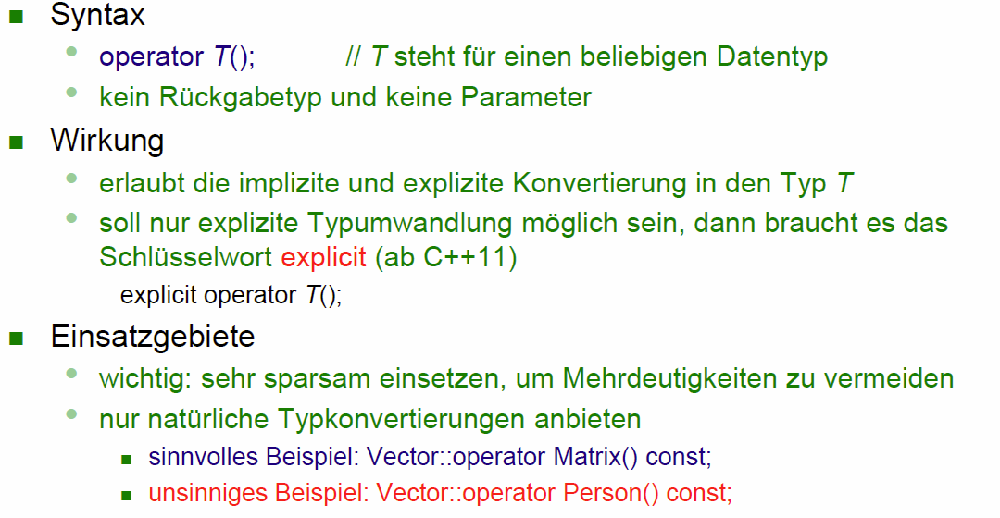 Syntax
operator T(); // T steht für einen beliebigen Datentyp
kein Rückgabetyp und keine Parameter
Wirkung
erlaubt die implizite und explizite Konvertierung in den Typ T
soll nur explizite Typumwandlung möglich sein, dann braucht es das
Schlüsselwort explicit (ab C++11)
explicit operator T();
Einsatzgebiete
wichtig: sehr sparsam einsetzen, um Mehrdeutigkeiten zu vermeiden
nur natürliche Typkonvertierungen anbieten
sinnvolles Beispiel: Vector::operator Matrix() const;
unsinniges Beispiel: Vector::operator Person() const;